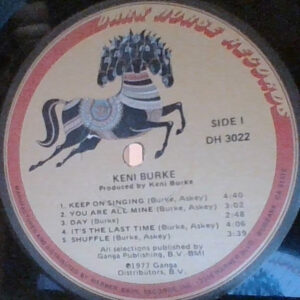 DARK HORSE RECORDS
SIDE I
DH 3022
KENI BURKE
Produced by Keni Burke
1. KEEP ON SINGING (Burke, Askey) 4:40
2. YOU ARE ALL MINE (Burke, Askey) 3:02
3. DAY (Burke) 2:48
4. IT'S THE LAST TIME (Burke, Askey) 4:06
5. SHUFFLE (Burke, Askey) 3:39
All selections published by
Ganga Publishing, B.V.-BMI
℗1977 Ganga
Distributors, B.V.